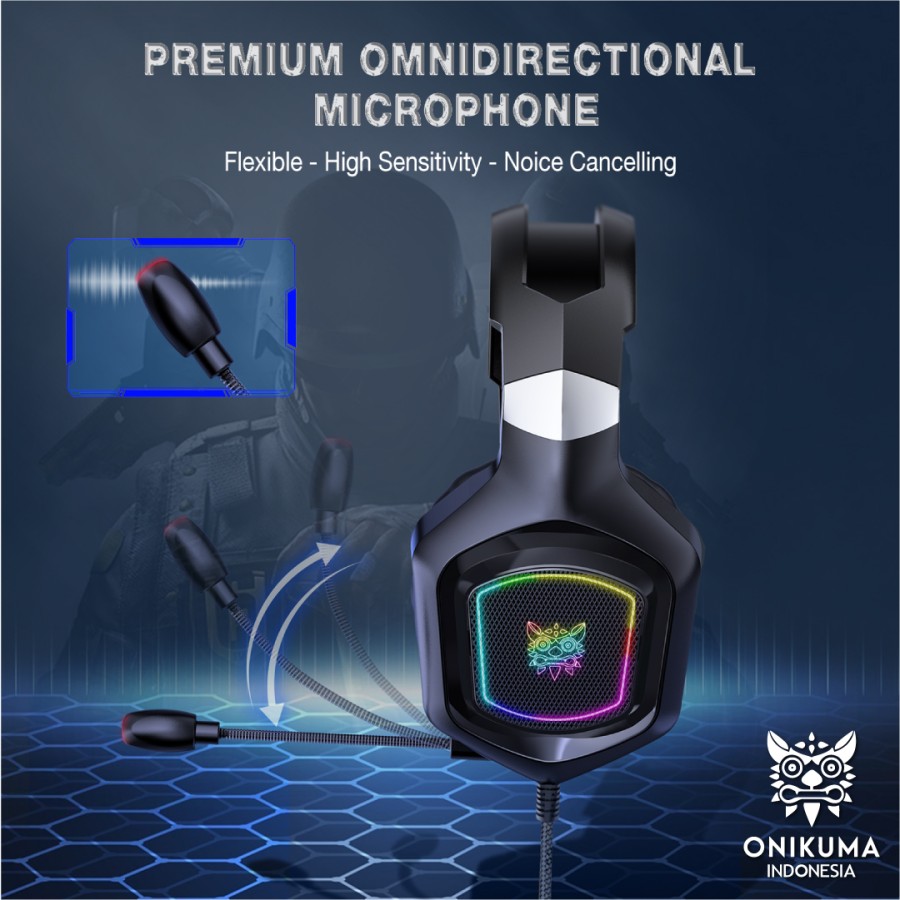 PREMIUM OMNIDIRECTIONAL
MICROPHONE
Flexible - High Sensitivity - Noice Cancelling
ONIKUMA
INDONESIA